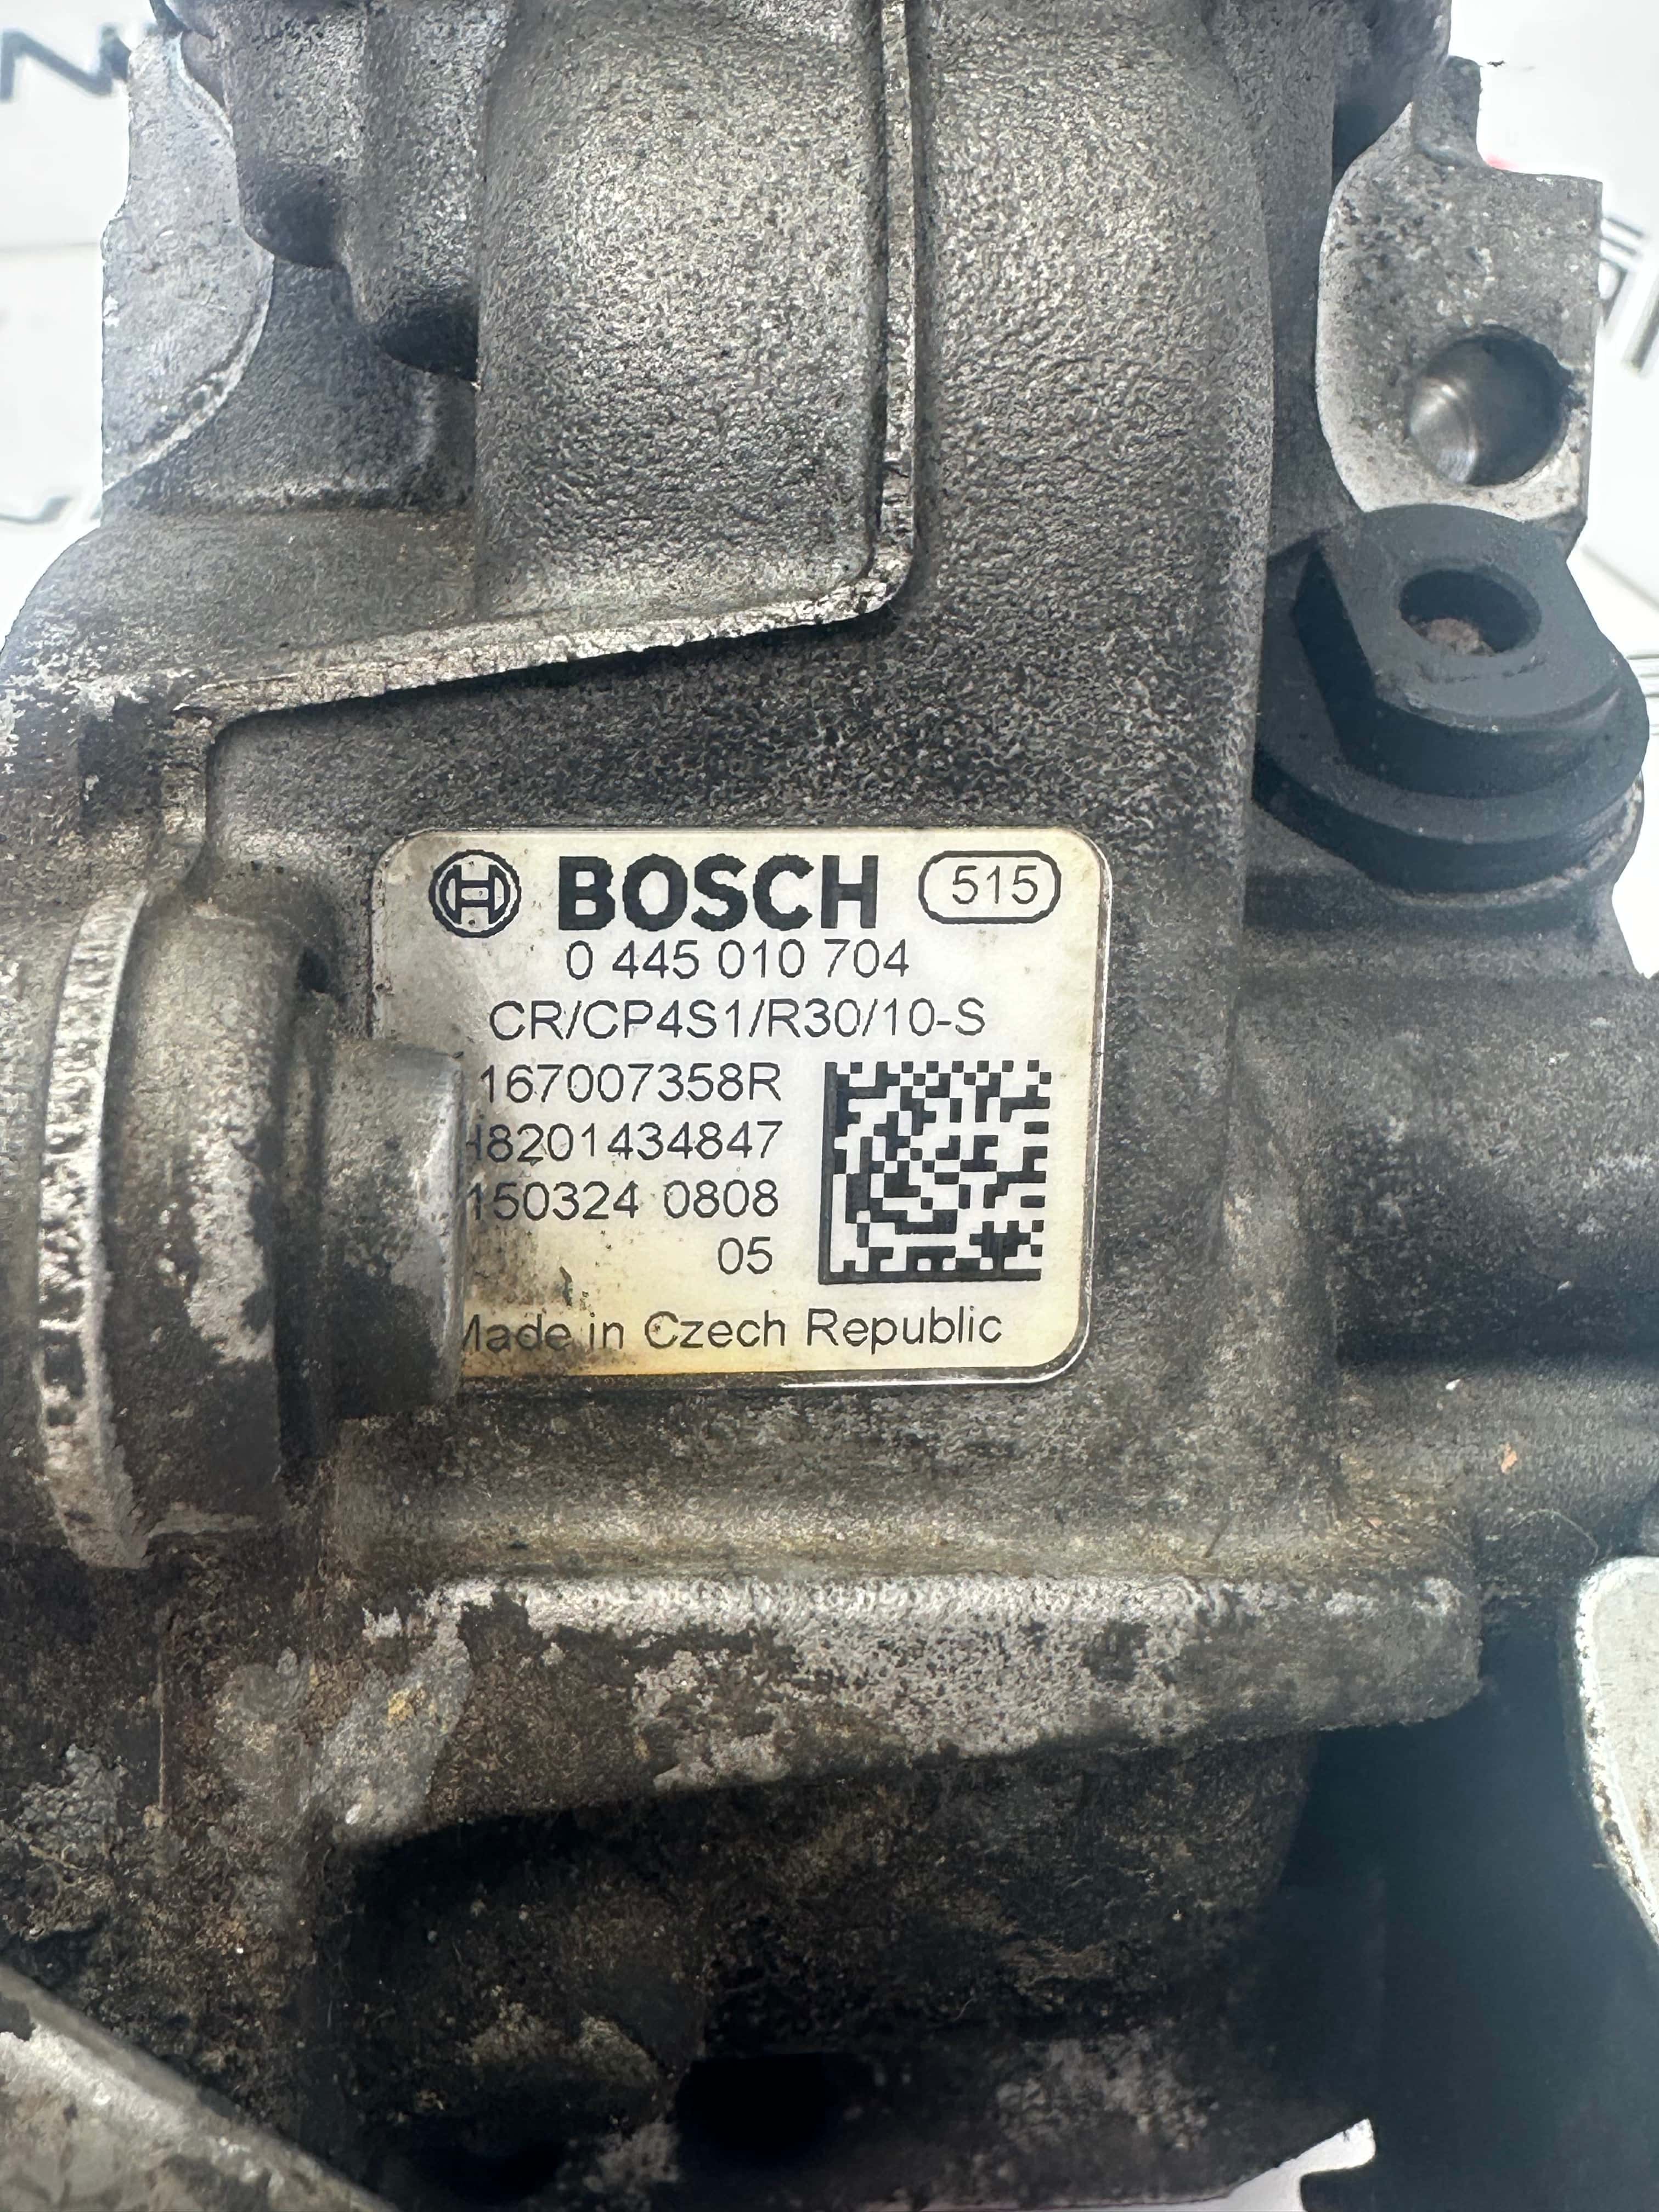 BOSCH 515
0 445 010 704
CR/CP4S1/R30/10-S
167007358R
H8201434847
150324 0808
05
Made in Czech Republic